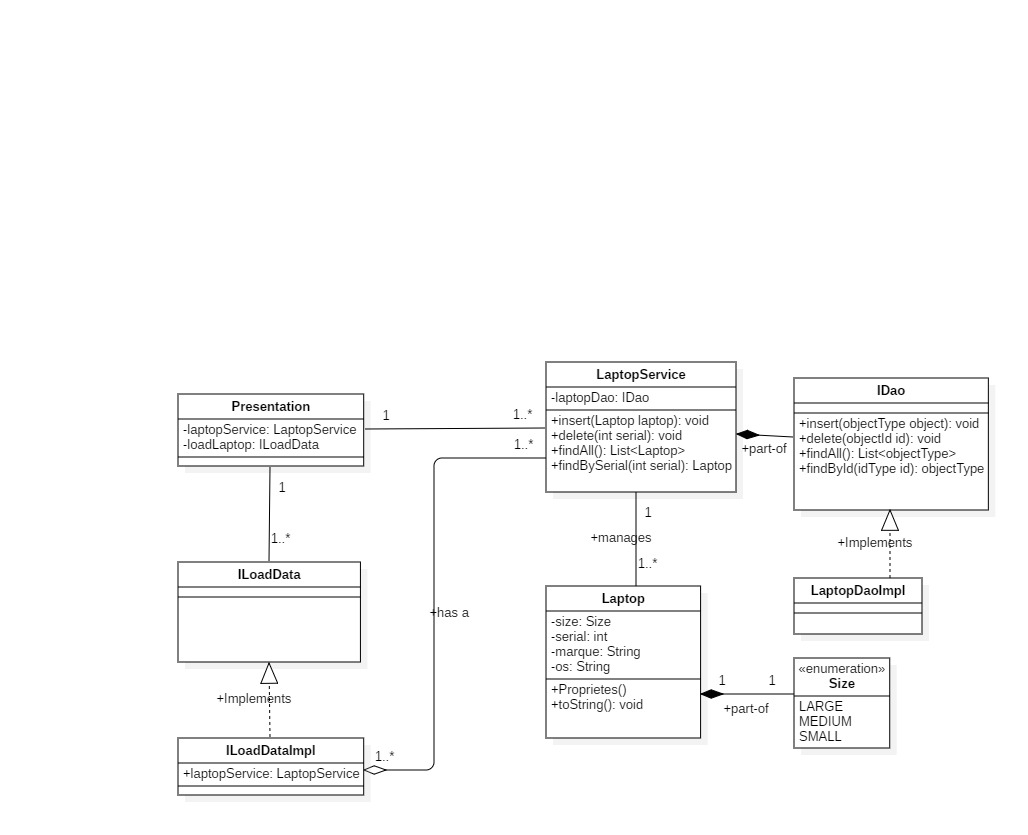 Presentation
-laptopService: LaptopService
-loadLaptop: ILoadData
1
1..*
1..*
LaptopService
-laptopDao: IDao
+insert(Laptop laptop): void
+delete(int serial): void
+findAll(): List<Laptop>
+findBySerial(int serial): Laptop
+part-of
IDao
+insert(objectType object): void
+delete(objectId id): void
+findAll(): List<objectType>
+findById(idType id): objectType
1
1..*
1
+manages
1..*
+Implements
ILoadData
LaptopDaoImpl
+has a
Laptop
-size: Size
-serial: int
-marque: String
-os: String
+Proprietes()
+toString(): void
1
1
+part-of
«enumeration»
Size
LARGE
MEDIUM
SMALL
+Implements
ILoadDataImpl
+laptopService: LaptopService
1..*